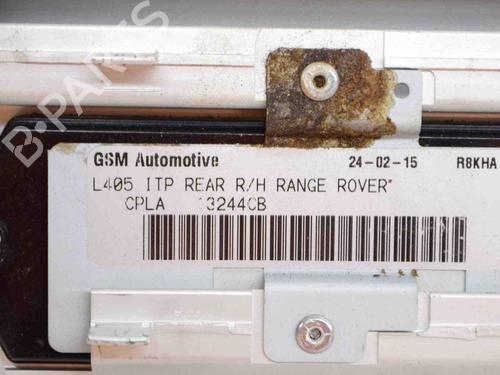 B-PARTS
GSM Automotive 24-02-15 R8KHA
L405 ITP REAR R/H RANGE ROVER"
CPLA 13244CB